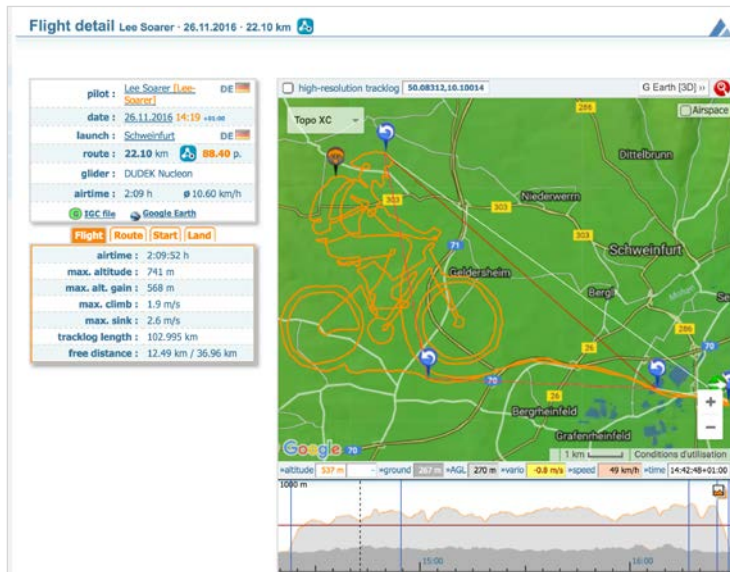 Flight detail Lee Soarer · 26.11.2016 · 22.10 km
pilot : Lee Soarer [Lee-Soarer] DE
date : 26.11.2016 14:19 +01:00
launch : Schweinfurt DE
route : 22.10 km 88.40 p.
glider : DUDEK Nucleon
airtime : 2:09 h ø 10.60 km/h
IGC file Google Earth
Flight Route Start Land
airtime : 2:09:52 h
max. altitude : 741 m
max. alt. gain : 568 m
max. climb : 1.9 m/s
max. sink : 2.6 m/s
tracklog length : 102.995 km
free distance : 12.49 km / 36.96 km
high-resolution tracklog 50.08312,10.10014 G Earth [3D] ››
Topo XC
286
Airspace
Dittelbrunn
303
Niederwerrn
303
71
Schweinfurt
Geldersheim
Bergl
Main
Se
286
26
70
70
26
Bergrheinfeld
Grafenrheinfeld
+
−
Google
70
1 km
Conditions d'utilisation
»altitude 537 m - »ground 267 m »AGL 270 m »vario -0.8 m/s »speed 49 km/h »time 14:42:48+01:00
1000 m
15:00
16:00